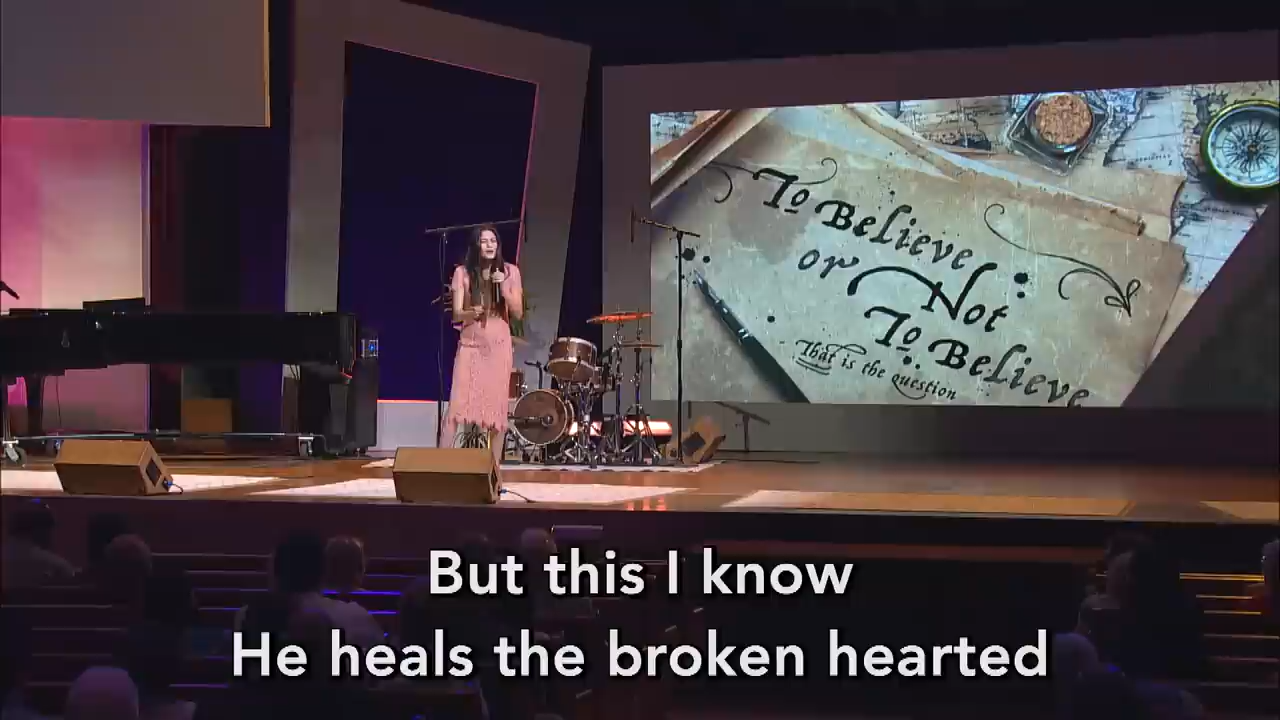 To Believe
or Not
To Believe
That is the question
But this I know
He heals the broken hearted